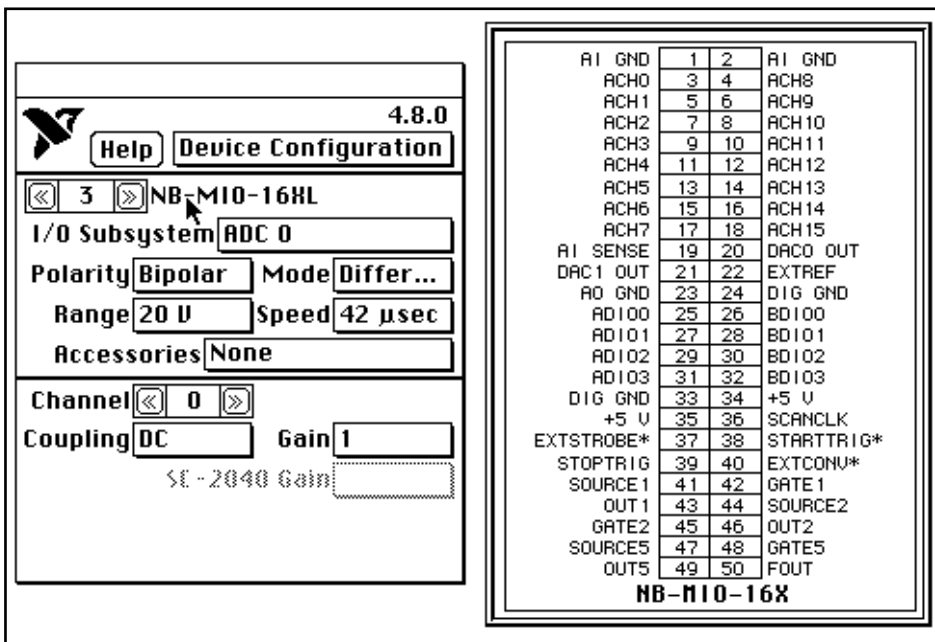 4.8.0
Help Device Configuration
« 3 » NB-MIO-16XL
I/O Subsystem ADC 0
Polarity Bipolar Mode Differ...
Range 20 V Speed 42 µsec
Accessories None
Channel « 0 »
Coupling DC Gain 1
SC-2040 Gain
AI GND 1 2 AI GND
ACH0 3 4 ACH8
ACH1 5 6 ACH9
ACH2 7 8 ACH10
ACH3 9 10 ACH11
ACH4 11 12 ACH12
ACH5 13 14 ACH13
ACH6 15 16 ACH14
ACH7 17 18 ACH15
AI SENSE 19 20 DAC0 OUT
DAC1 OUT 21 22 EXTREF
AO GND 23 24 DIG GND
ADIO0 25 26 BDIO0
ADIO1 27 28 BDIO1
ADIO2 29 30 BDIO2
ADIO3 31 32 BDIO3
DIG GND 33 34 +5 V
+5 V 35 36 SCANCLK
EXTSTROBE* 37 38 STARTTRIG*
STOPTRIG 39 40 EXTCONV*
SOURCE1 41 42 GATE1
OUT1 43 44 SOURCE2
GATE2 45 46 OUT2
SOURCE5 47 48 GATE5
OUT5 49 50 FOUT
NB-MIO-16X